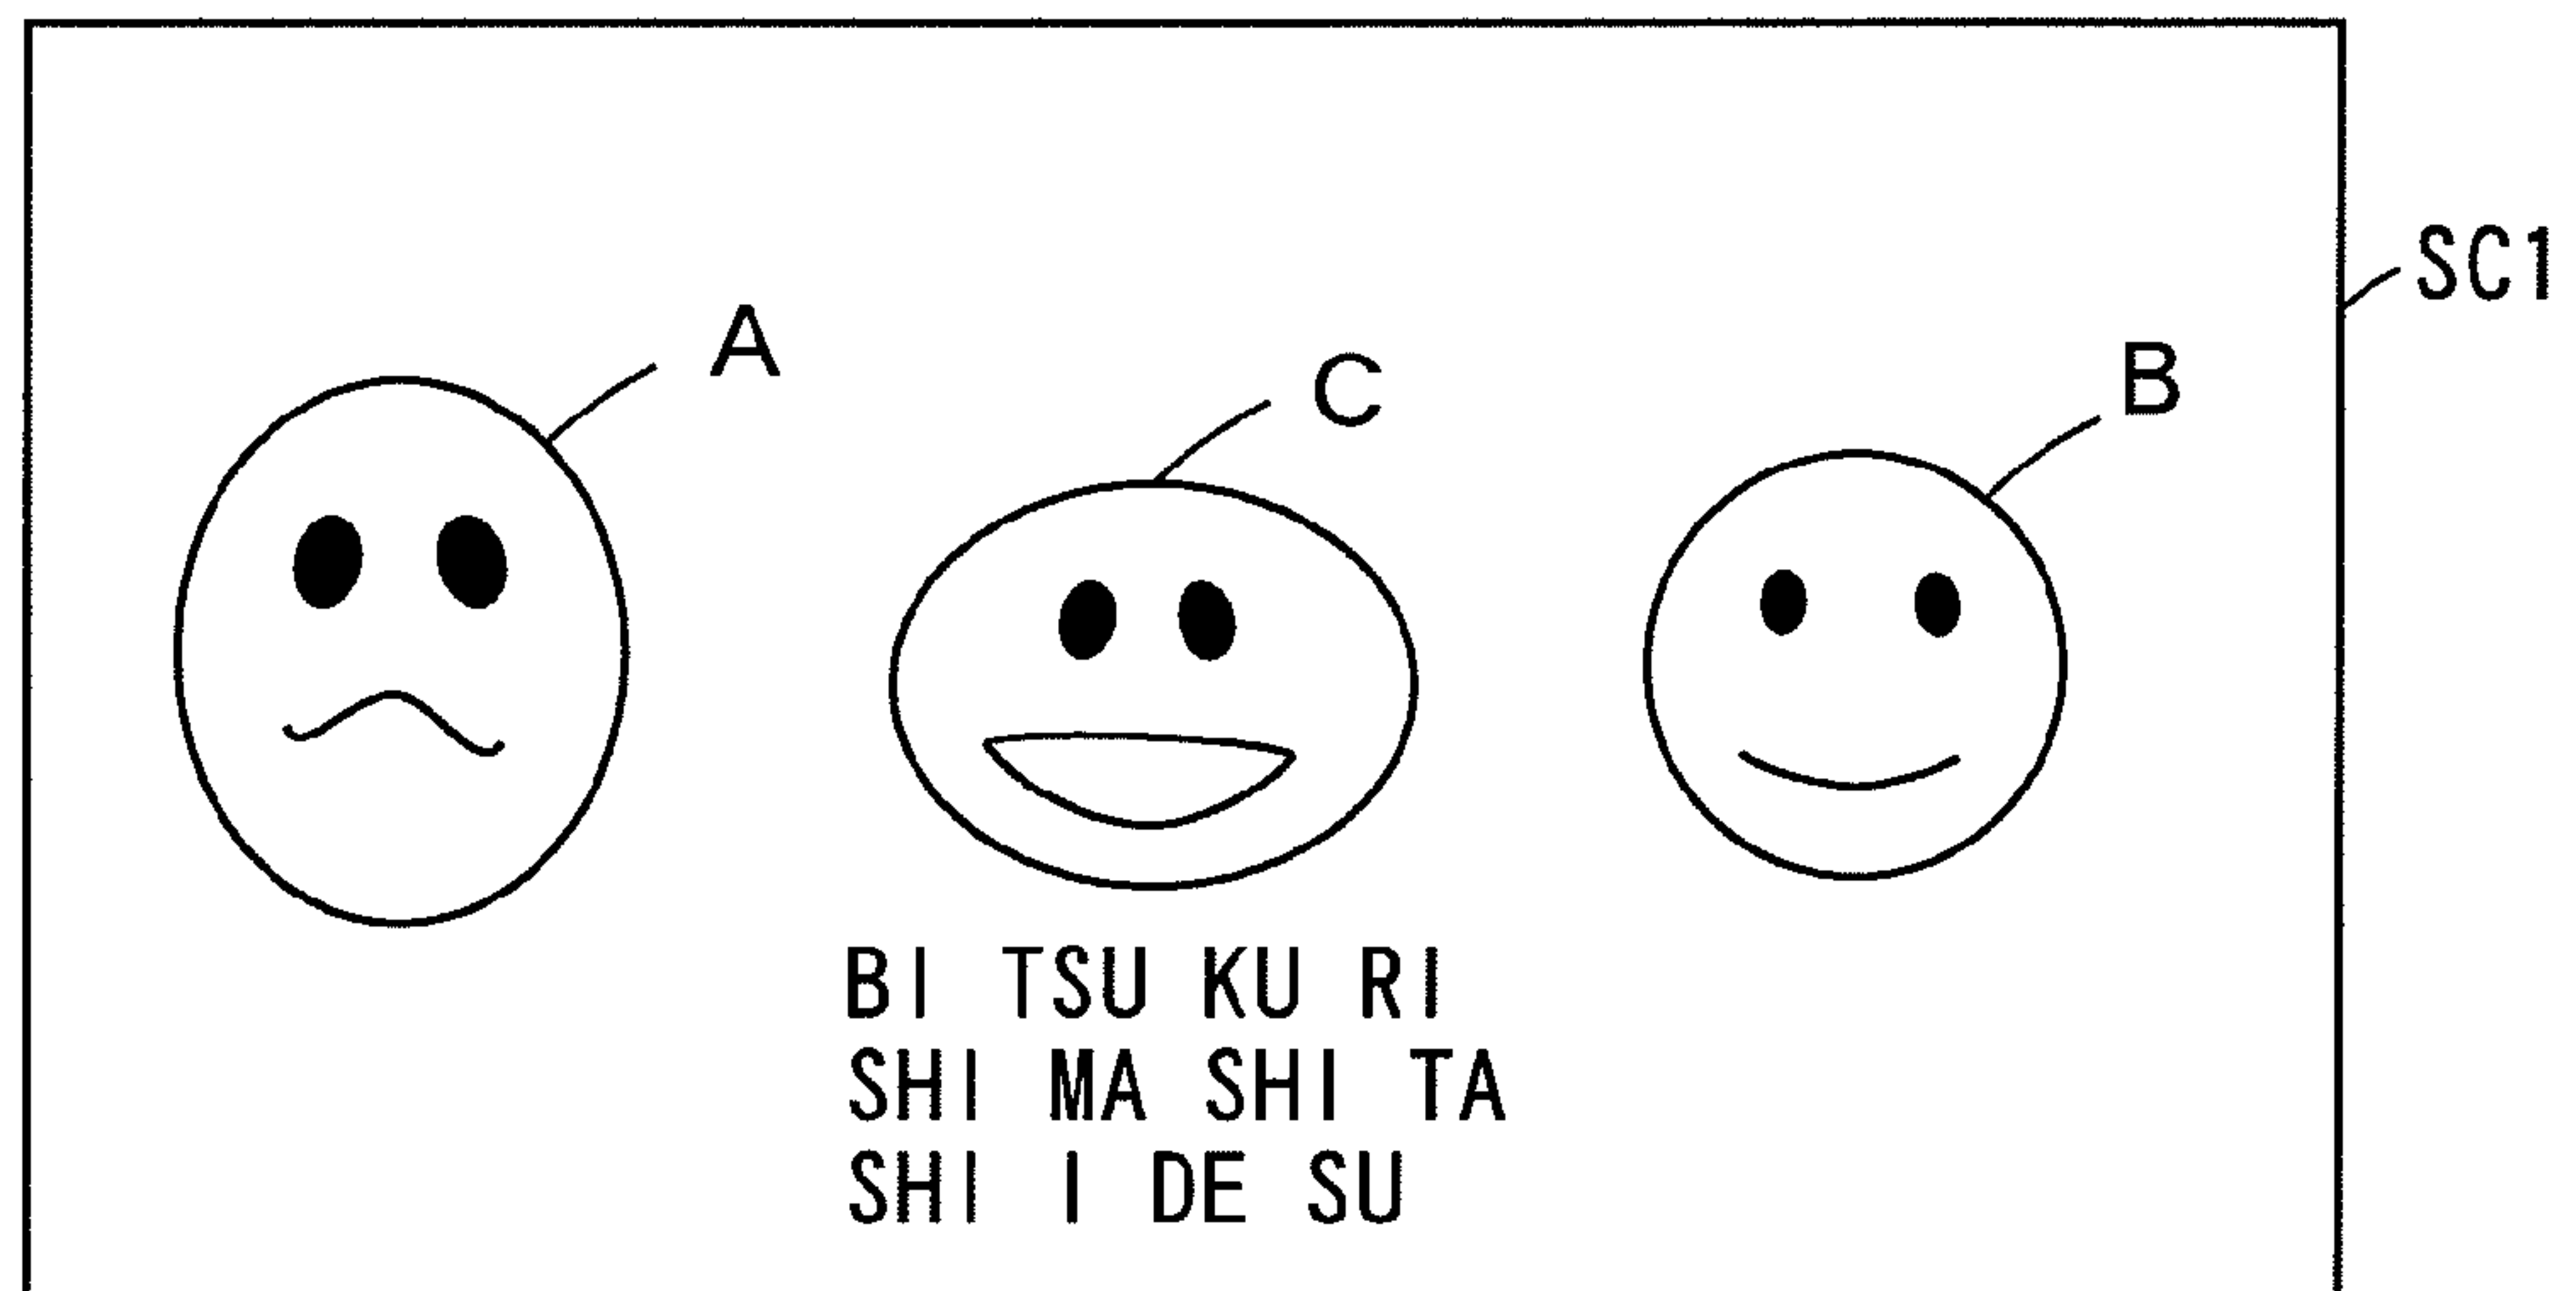 SC1
A
C
B
BI TSU KU RI
SHI MA SHI TA
SHI I DE SU